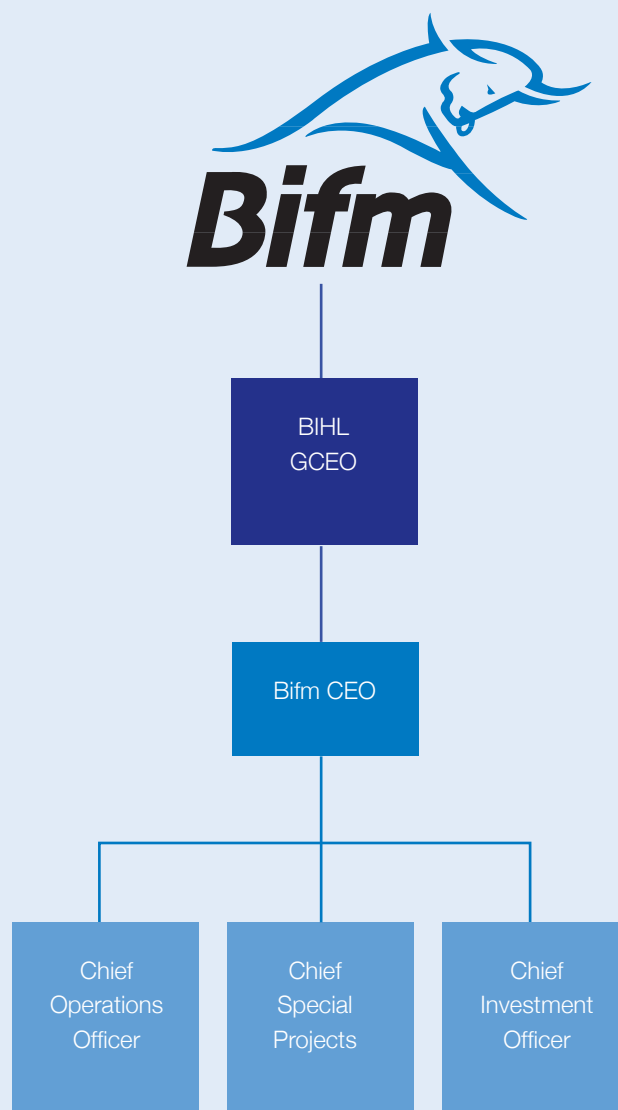 Bifm
BIHL
GCEO
Bifm CEO
Chief
Operations
Officer
Chief
Special
Projects
Chief
Investment
Officer